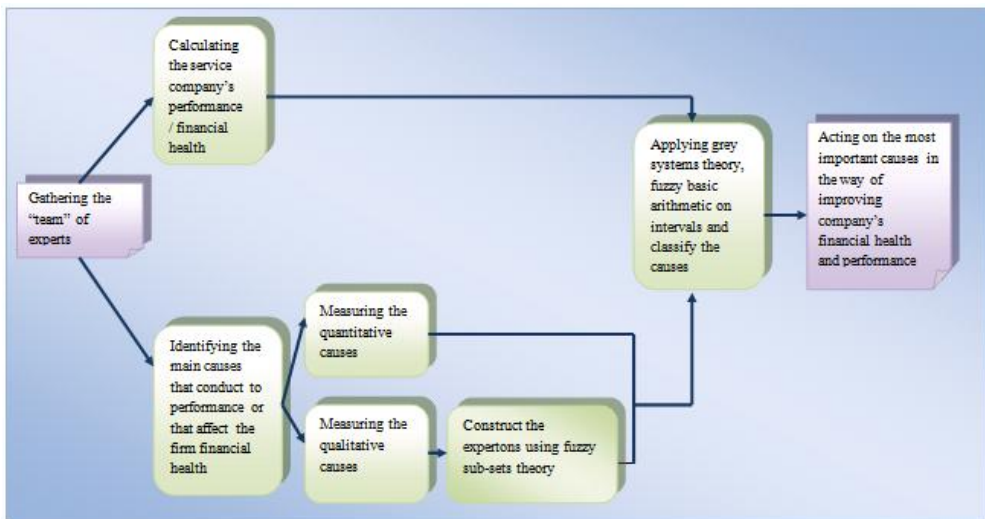 Calculating
the service
company's
performance
/ financial
health
Gathering the
“team” of
experts
Identifying the
main causes
that conduct to
performance or
that affect the
firm financial
health
Measuring the
quantitative
causes
Measuring the
qualitative
causes
Construct the
expertons using fuzzy
sub-sets theory
Applying grey
systems theory,
fuzzy basic
arithmetic on
intervals and
classify the
causes
Acting on the most
important causes in
the way of
improving
company's
financial health
and performance